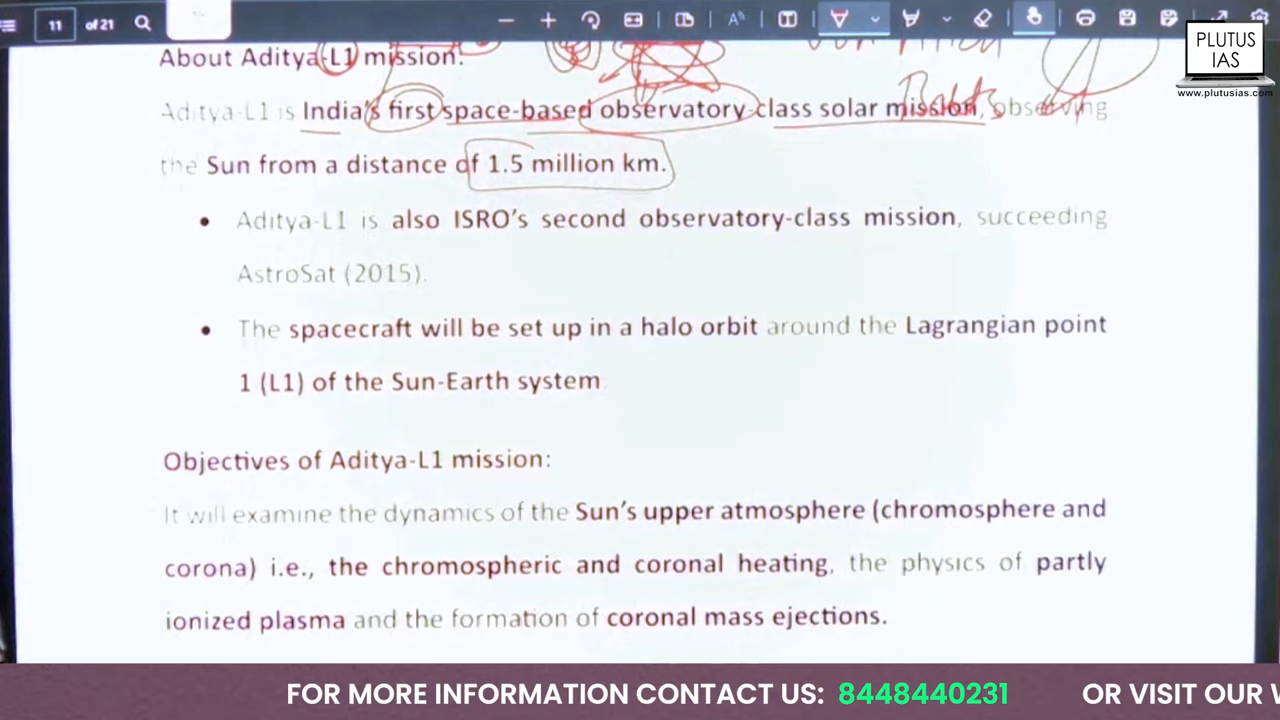 11 of 21
PLUTUS
IAS
www.plutusias.com
About Aditya-L1 mission:
Aditya-L1 is India's first space-based observatory-class solar mission, observing
the Sun from a distance of 1.5 million km.
• Aditya-L1 is also ISRO's second observatory-class mission, succeeding
AstroSat (2015).
• The spacecraft will be set up in a halo orbit around the Lagrangian point
1 (L1) of the Sun-Earth system
Objectives of Aditya-L1 mission:
It will examine the dynamics of the Sun's upper atmosphere (chromosphere and
corona) i.e., the chromospheric and coronal heating, the physics of partly
ionized plasma and the formation of coronal mass ejections.
FOR MORE INFORMATION CONTACT US: 8448440231 OR VISIT OUR W